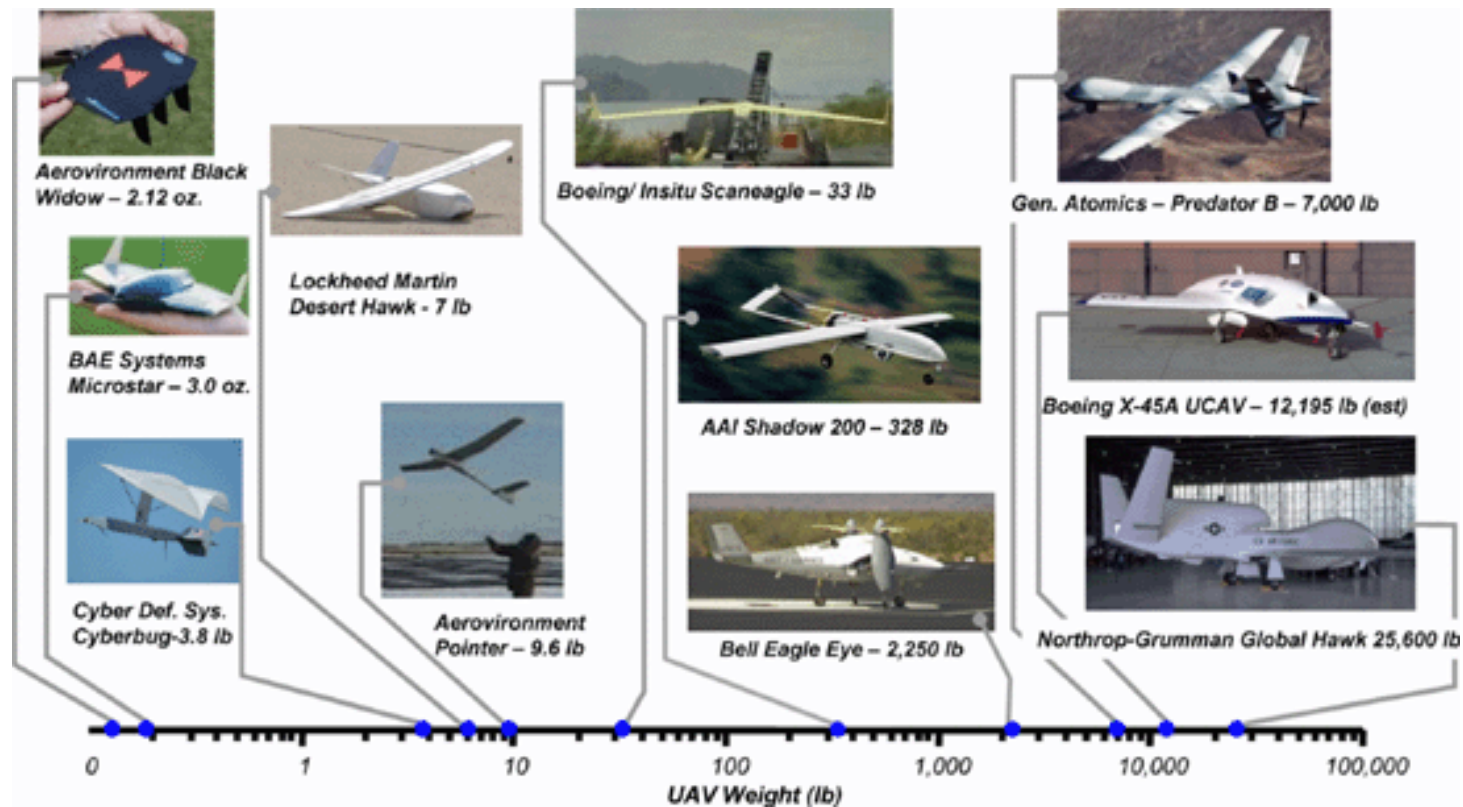 Aerovironment Black
Widow – 2.12 oz.
BAE Systems
Microstar – 3.0 oz.
Cyber Def. Sys.
Cyberbug-3.8 lb
Lockheed Martin
Desert Hawk - 7 lb
Aerovironment
Pointer – 9.6 lb
Boeing/ Insitu Scaneagle – 33 lb
AAI Shadow 200 – 328 lb
Bell Eagle Eye – 2,250 lb
Gen. Atomics – Predator B – 7,000 lb
Boeing X-45A UCAV – 12,195 lb (est)
Northrop-Grumman Global Hawk 25,600 lb
0 1 10 100 1,000 10,000 100,000
UAV Weight (lb)